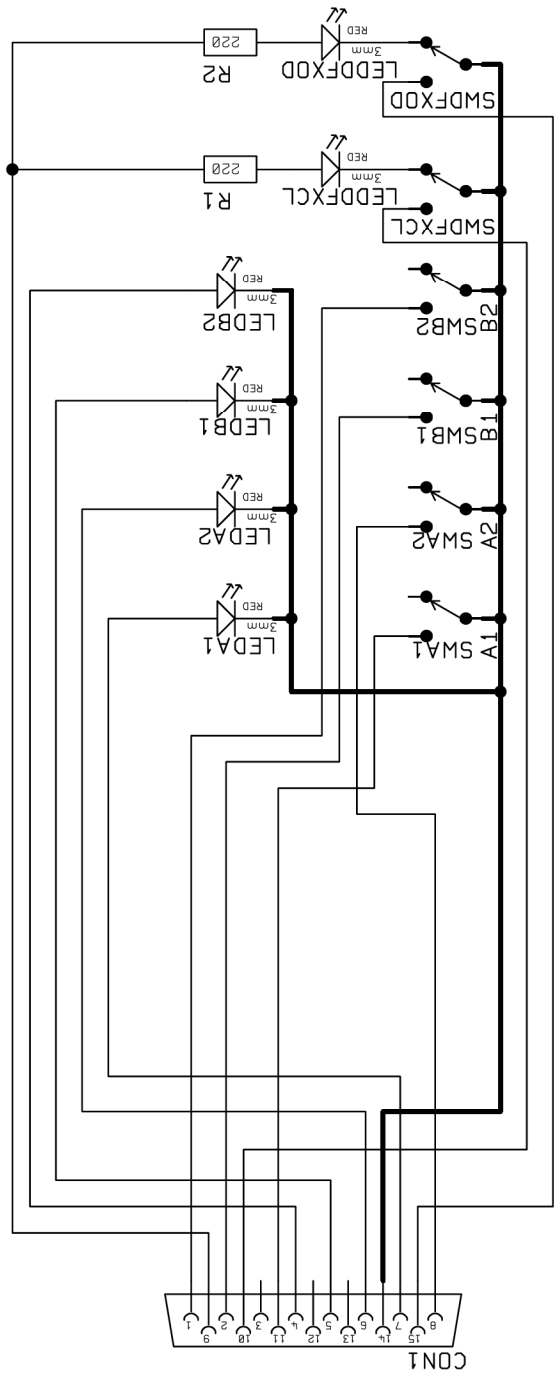 220
R2
RED
3mm
LEDDFXOD
SWDFXOD
220
R1
RED
3mm
LEDDFXCL
SWDFXCL
RED
3mm
LEDB2
SWB2
B2
RED
3mm
LEDB1
SWB1
B1
RED
3mm
LEDA2
SWA2
A2
RED
3mm
LEDA1
SWA1
A1
1
9
2
10
3
11
4
12
5
13
6
14
7
15
8
CON1